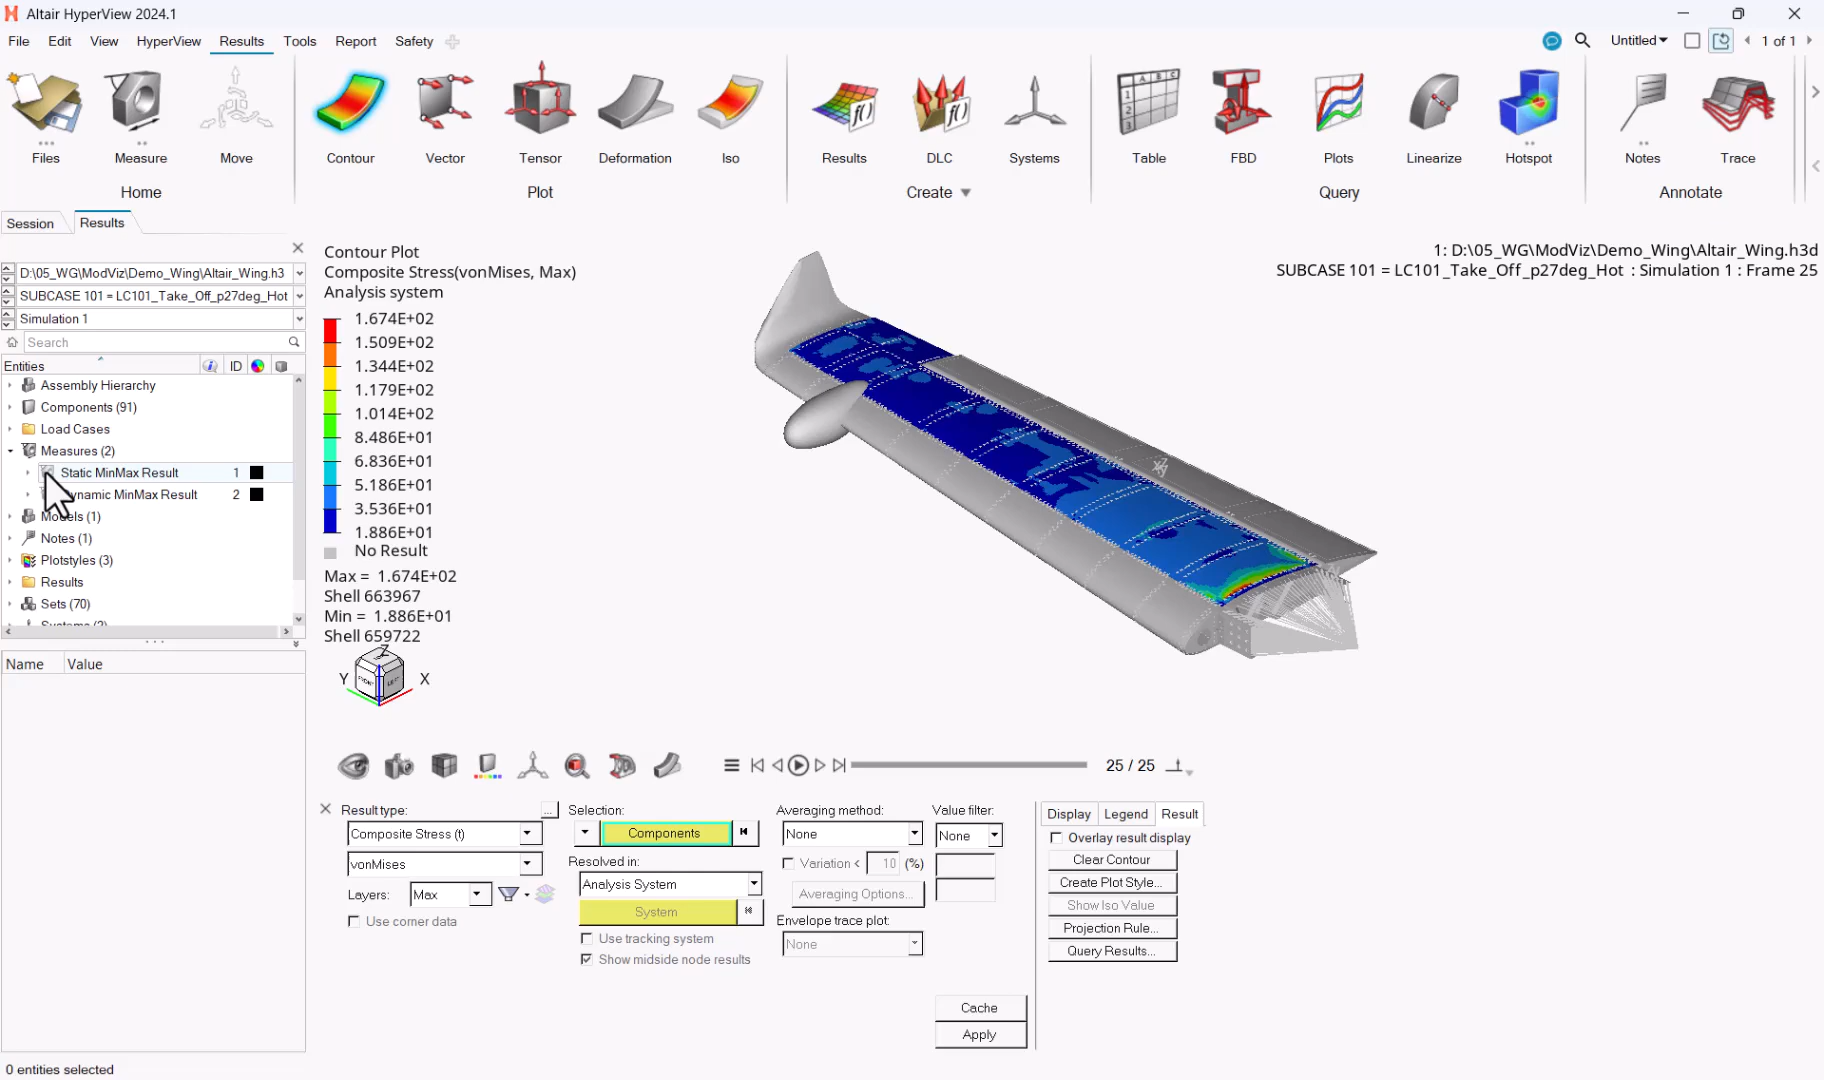 Altair HyperView 2024.1
File Edit View HyperView Results Tools Report Safety
Untitled 1 of 1
Files Measure Move Contour Vector Tensor Deformation Iso Results DLC Systems Table FBD Plots Linearize Hotspot Notes Trace
Home Plot Create Query Annotate
Session Results
D:\05_WG\ModViz\Demo_Wing\Altair_Wing.h3
SUBCASE 101 = LC101_Take_Off_p27deg_Hot
Simulation 1
Search
Entities ID
Assembly Hierarchy
Components (91)
Load Cases
Measures (2)
Static MinMax Result 1
ynamic MinMax Result 2
Models (1)
Notes (1)
Plotstyles (3)
Results
Sets (70)
Name Value
0 entities selected
Contour Plot
Composite Stress(vonMises, Max)
Analysis system
1.674E+02
1.509E+02
1.344E+02
1.179E+02
1.014E+02
8.486E+01
6.836E+01
5.186E+01
3.536E+01
1.886E+01
No Result
Max = 1.674E+02
Shell 663967
Min = 1.886E+01
Shell 659722
Z
FRONT LEFT
Y X
1: D:\05_WG\ModViz\Demo_Wing\Altair_Wing.h3d
SUBCASE 101 = LC101_Take_Off_p27deg_Hot : Simulation 1 : Frame 25
25 / 25
Result type: ...
Composite Stress (t)
vonMises
Layers: Max
Use corner data
Selection:
Components
Resolved in:
Analysis System
System
Use tracking system
Show midside node results
Averaging method:
None
Variation < 10 (%)
Averaging Options...
Envelope trace plot:
None
Value filter:
None
Cache
Apply
Display Legend Result
Overlay result display
Clear Contour
Create Plot Style...
Show Iso Value
Projection Rule...
Query Results...